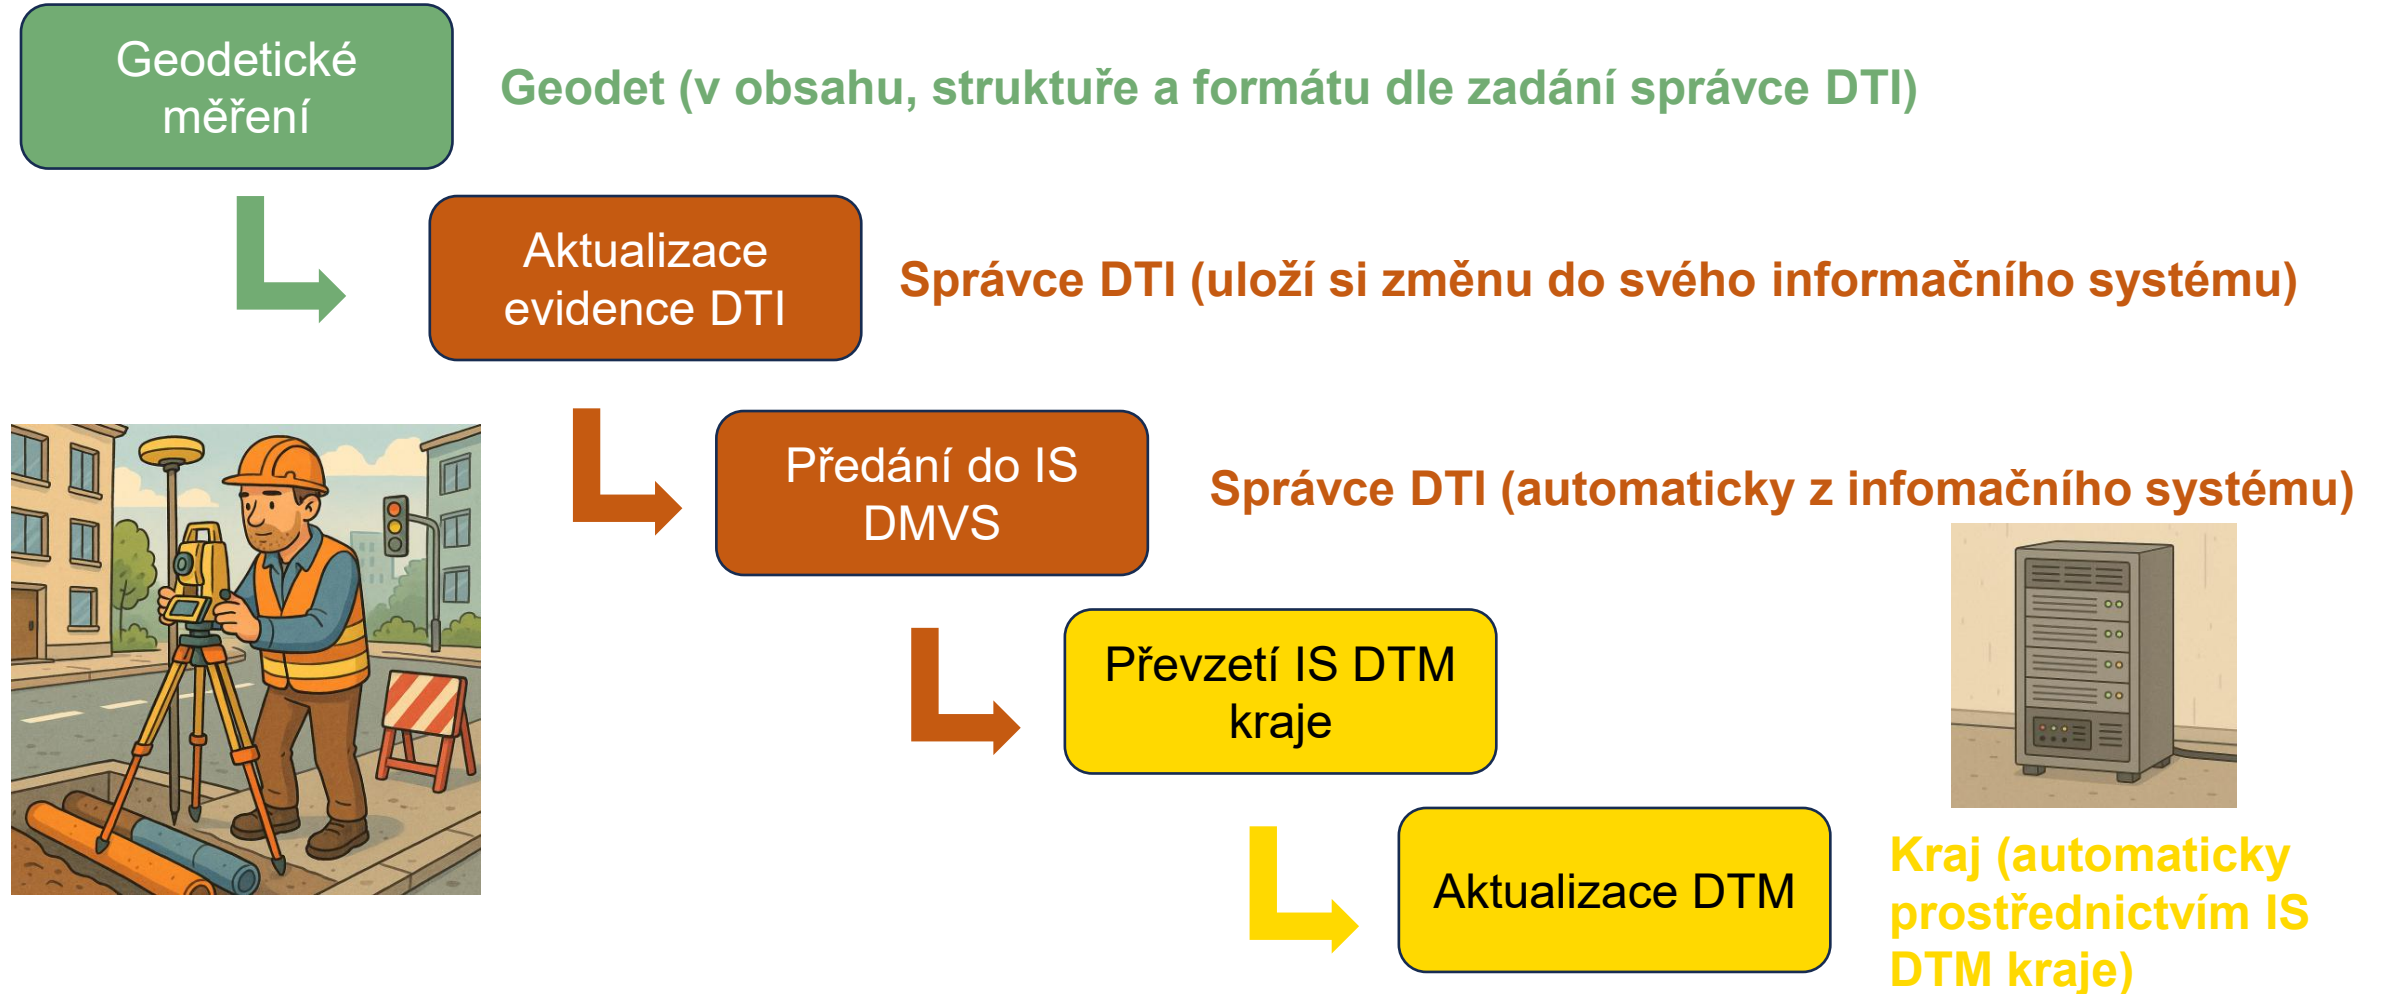 Geodetické
měření
Geodet (v obsahu, struktuře a formátu dle zadání správce DTI)
Aktualizace
evidence DTI
Správce DTI (uloží si změnu do svého informačního systému)
Předání do IS
DMVS
Správce DTI (automaticky z infomačního systému)
Převzetí IS DTM
kraje
Aktualizace DTM
Kraj (automaticky
prostřednictvím IS
DTM kraje)